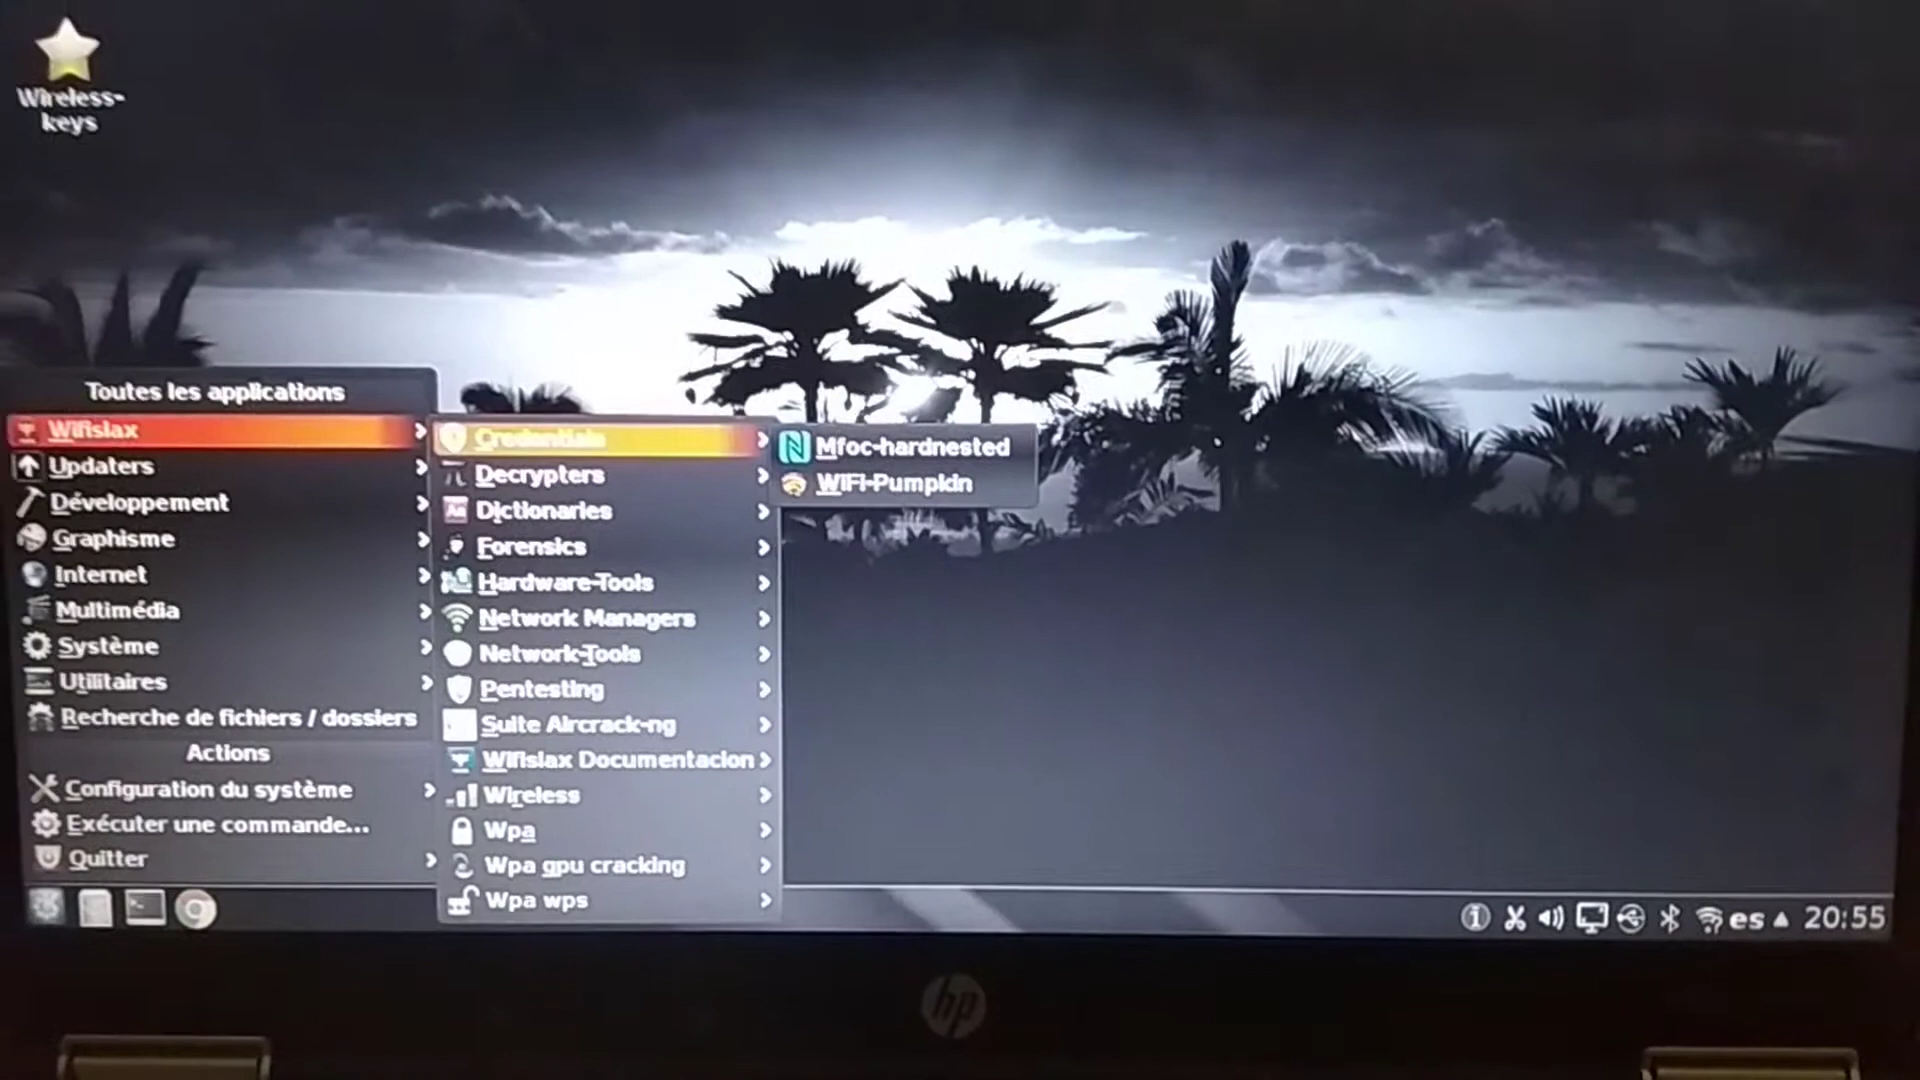 Wireless-
keys
Toutes les applications
Wifislax
Updaters
Développement
Graphisme
Internet
Multimédia
Système
Utilitaires
Recherche de fichiers / dossiers
Actions
Configuration du système
Exécuter une commande...
Quitter
Credentials
Decrypters
Dictionaries
Forensics
Hardware-Tools
Network Managers
Network-Tools
Pentesting
Suite Aircrack-ng
Wifislax Documentacion
Wireless
Wpa
Wpa gpu cracking
Wpa wps
Mfoc-hardnested
WiFi-Pumpkin
es
20:55
hp